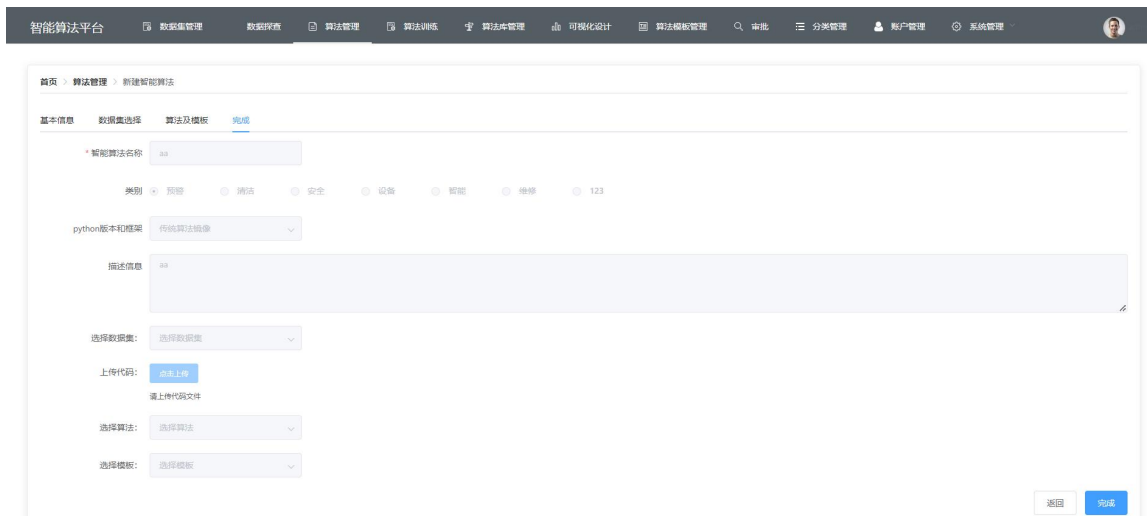 智能算法平台 数据集管理 数据探查 算法管理 算法训练 算法库管理 可视化设计 算法模板管理 审批 分类管理 账户管理 系统管理
首页 > 算法管理 > 新建智能算法
基本信息 数据集选择 算法及模板 完成
* 智能算法名称 aa
类别 预警 清洁 安全 设备 智能 维修 123
python版本和框架 传统算法镜像
描述信息 aa
选择数据集: 选择数据集
上传代码: 点击上传
请上传代码文件
选择算法: 选择算法
选择模板: 选择模板
返回 完成